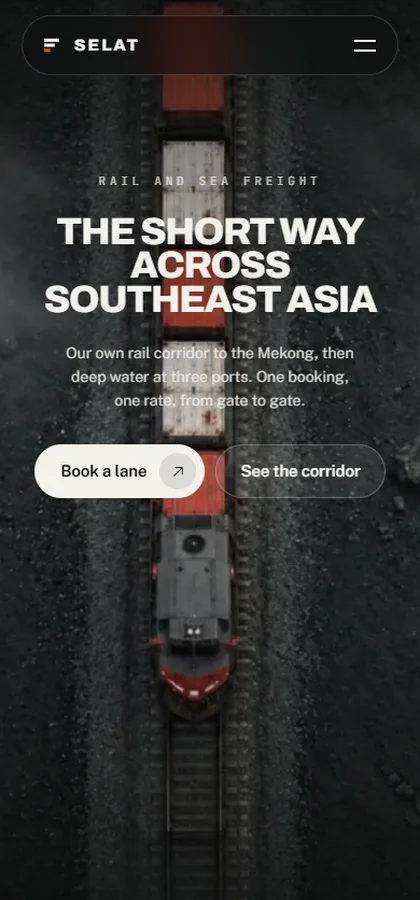 SELAT
RAIL AND SEA FREIGHT
THE SHORT WAY
ACROSS
SOUTHEAST ASIA
Our own rail corridor to the Mekong, then
deep water at three ports. One booking,
one rate, from gate to gate.
Book a lane
See the corridor